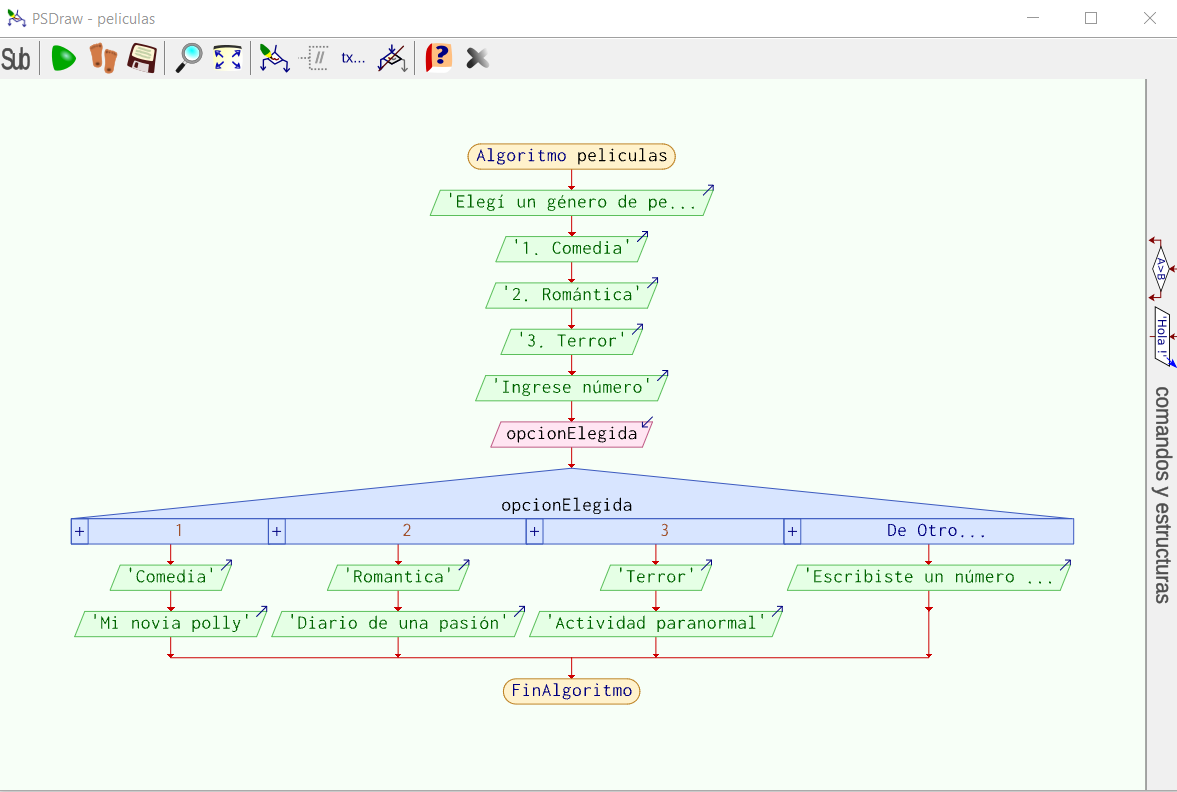 PSDraw - peliculas
Sub
tx...
?
Algoritmo peliculas
'Elegí un género de pe...
'1. Comedia'
'2. Romántica'
'3. Terror'
'Ingrese número'
opcionElegida
opcionElegida
+ 1 + 2 + 3 + De Otro...
'Comedia' 'Romantica' 'Terror' 'Escribiste un número ...
'Mi novia polly' 'Diario de una pasión' 'Actividad paranormal'
FinAlgoritmo
A>B
'Hola !'
comandos y estructuras